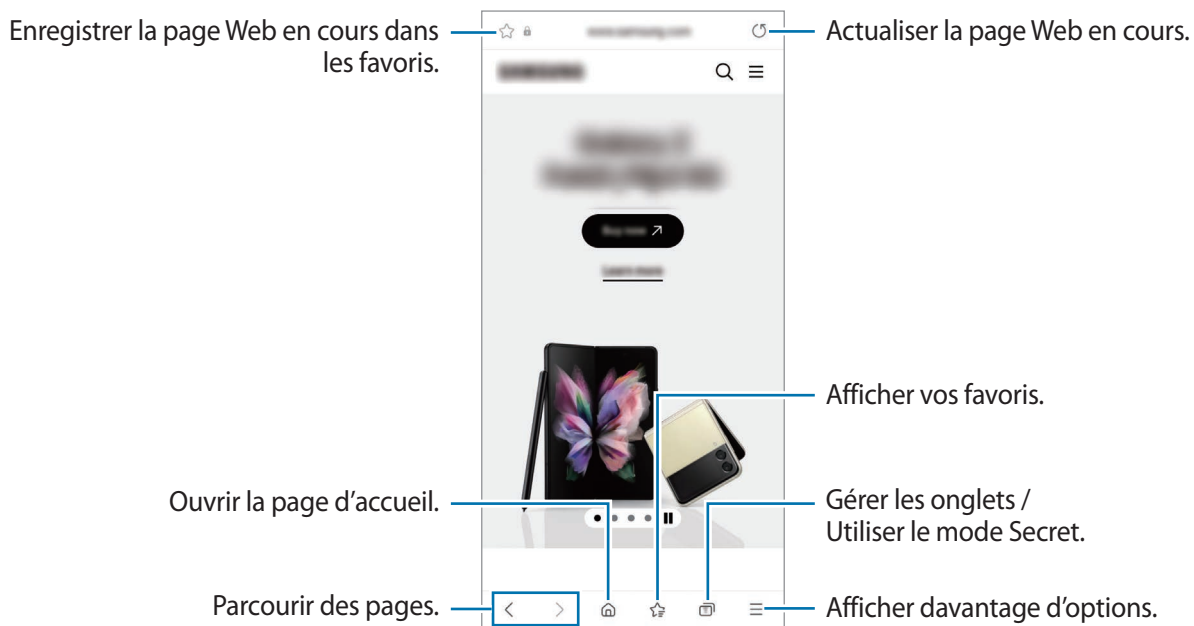 Enregistrer la page Web en cours dans
les favoris.
Actualiser la page Web en cours.
Afficher vos favoris.
Ouvrir la page d’accueil.
Gérer les onglets /
Utiliser le mode Secret.
Parcourir des pages.
Afficher davantage d’options.